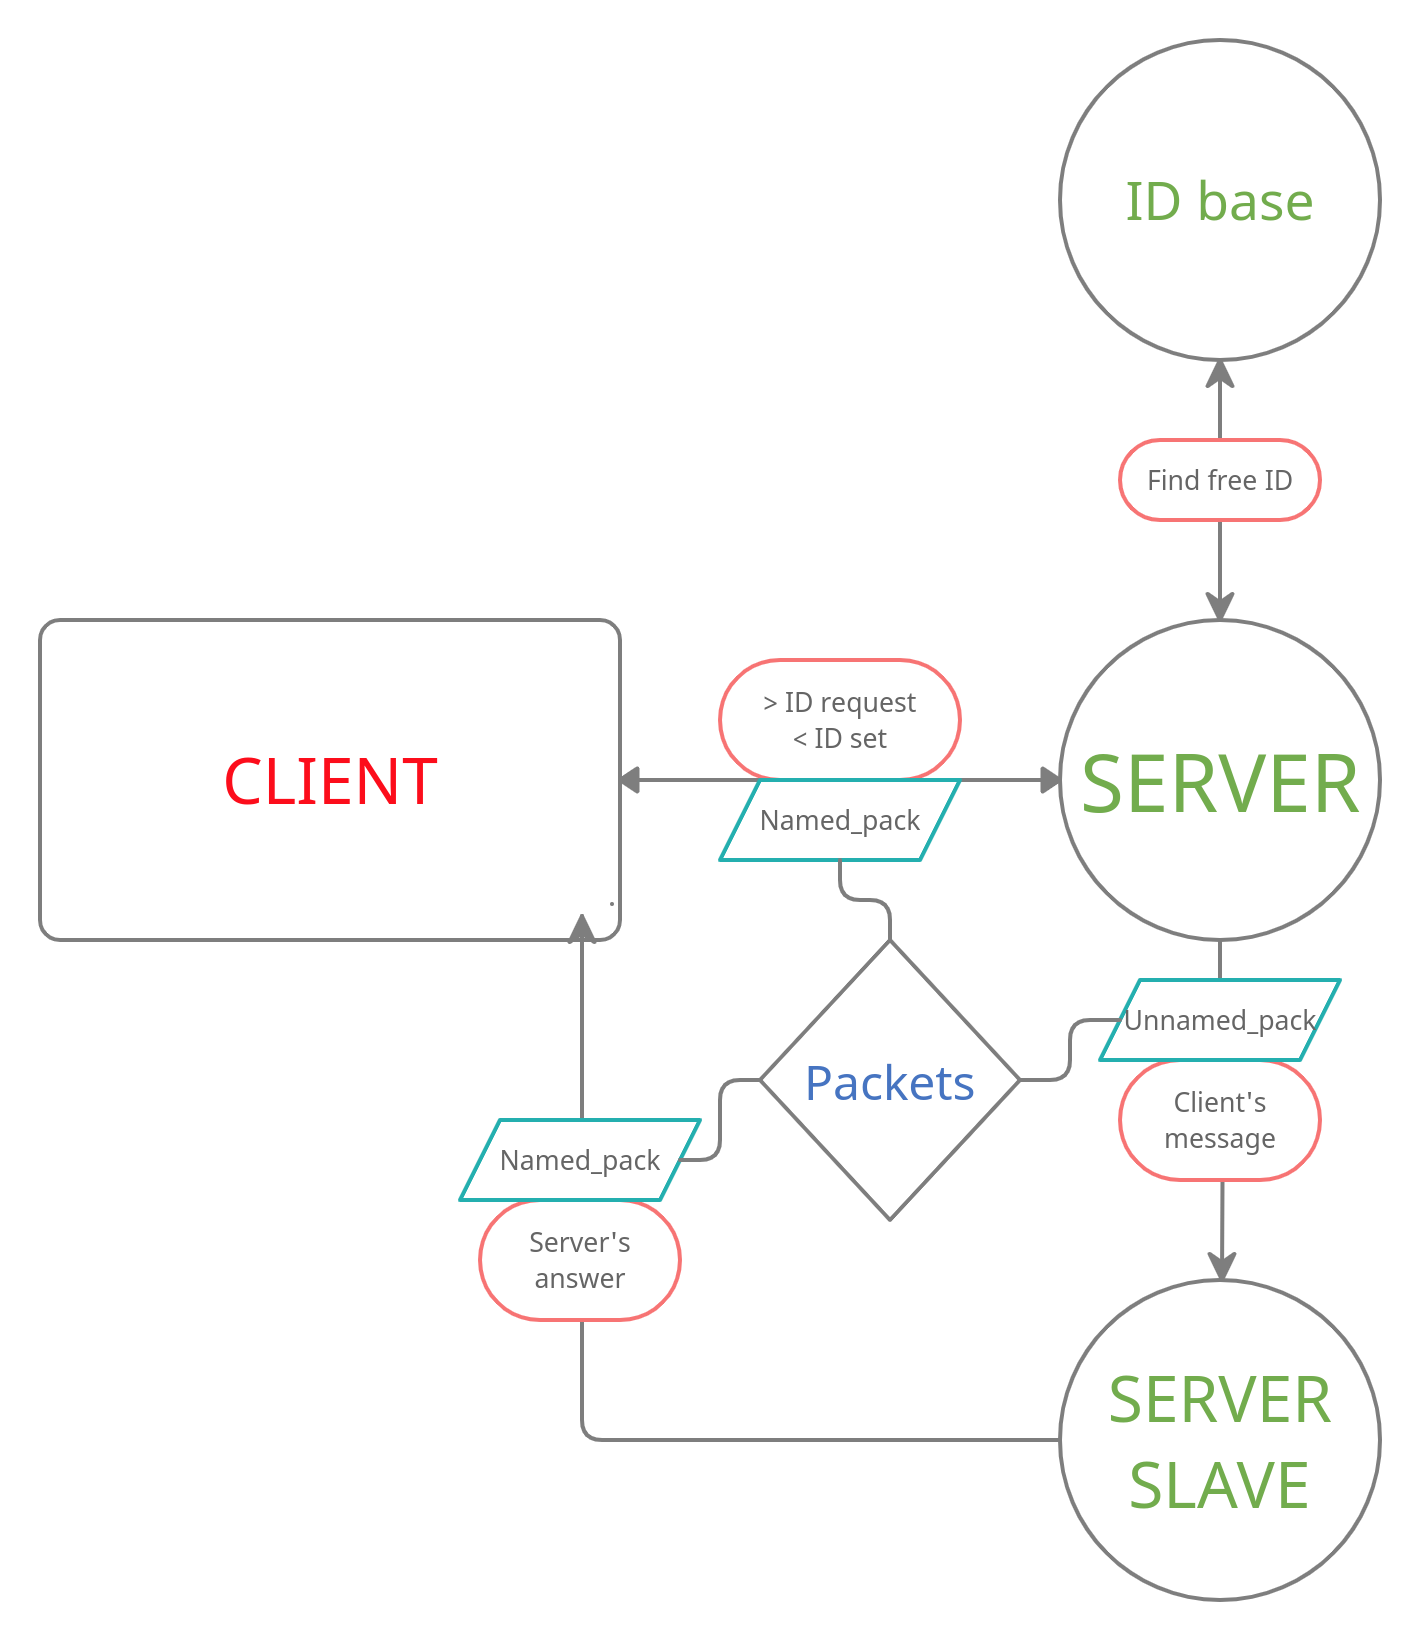 ID base
Find free ID
> ID request
< ID set
CLIENT
SERVER
Named_pack
Unnamed_pack
Packets
Client's
message
Named_pack
Server's
answer
SERVER
SLAVE